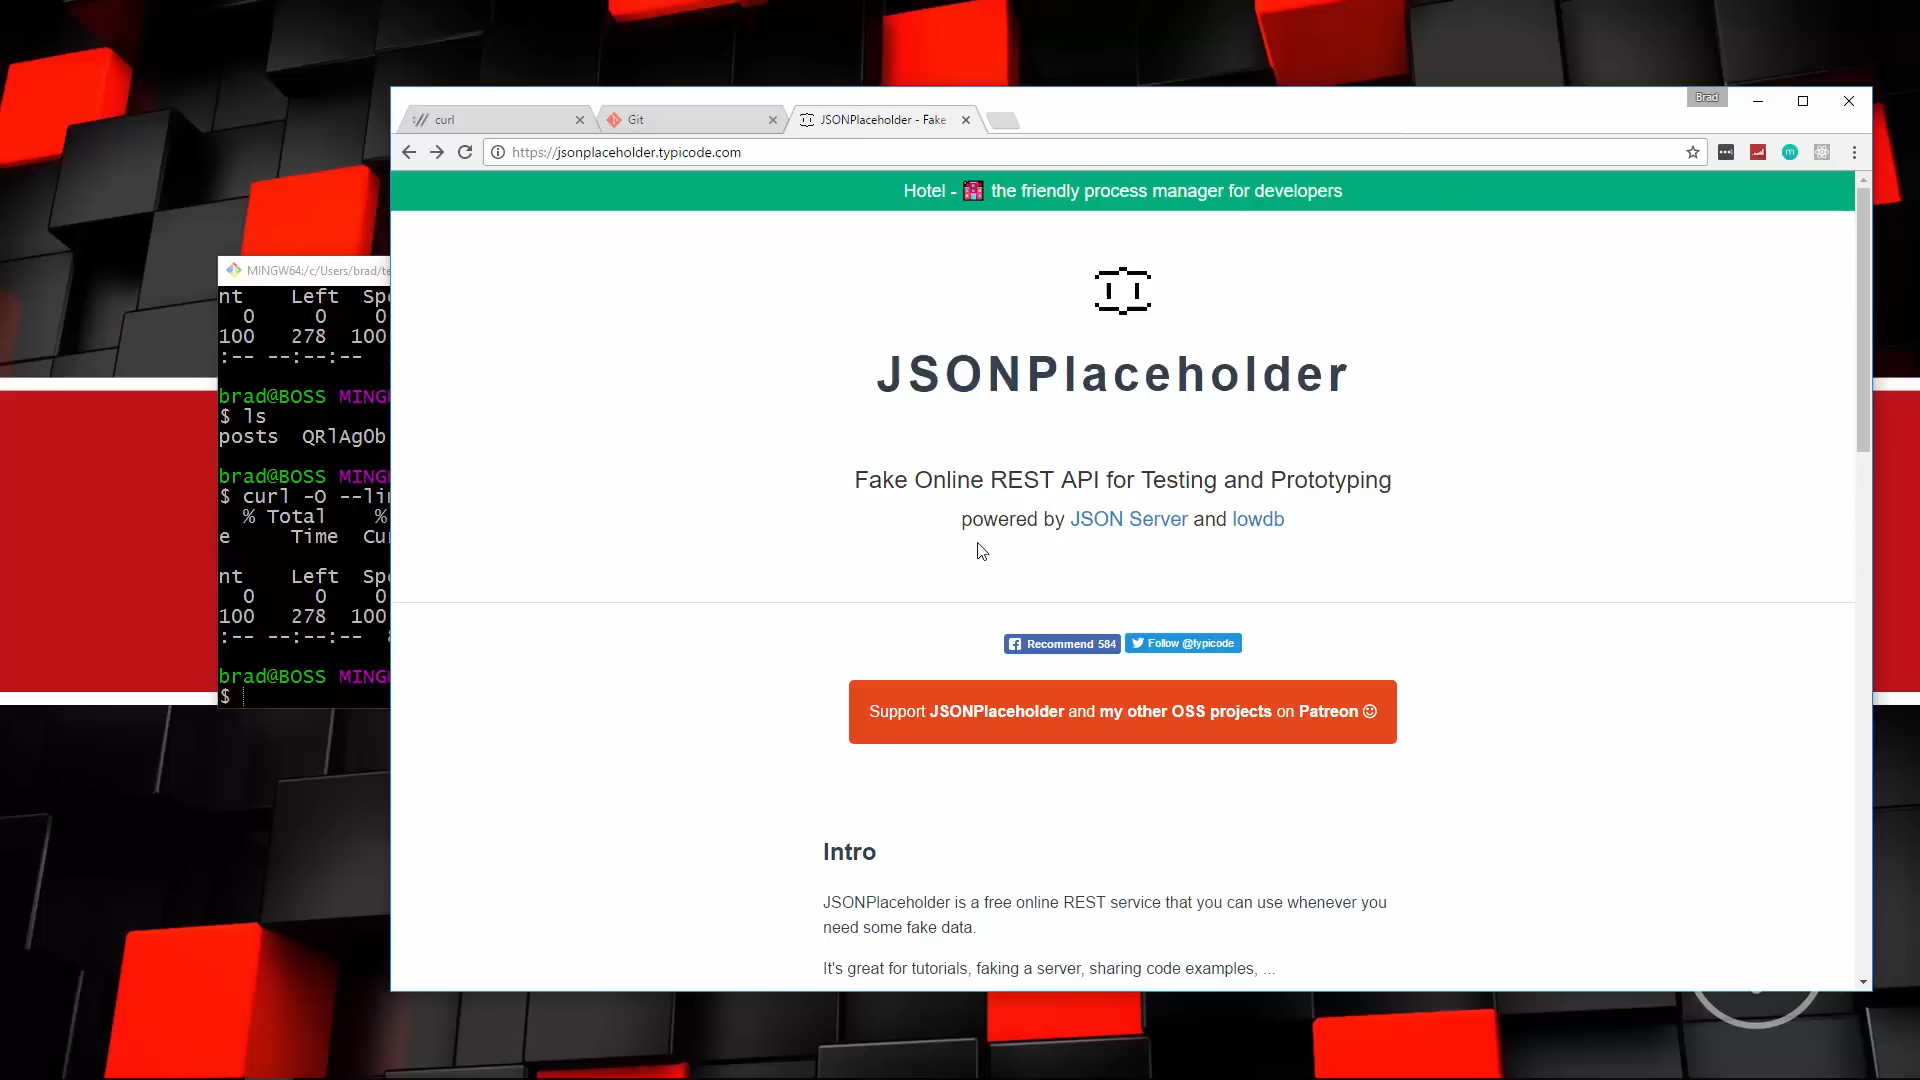 Brad
curl
Git
JSONPlaceholder - Fake
https://jsonplaceholder.typicode.com
Hotel - the friendly process manager for developers
JSONPlaceholder
Fake Online REST API for Testing and Prototyping
powered by JSON Server and lowdb
Recommend 584
Follow @typicode
Support JSONPlaceholder and my other OSS projects on Patreon
Intro
JSONPlaceholder is a free online REST service that you can use whenever you
need some fake data.
It's great for tutorials, faking a server, sharing code examples, ...
MINGW64:/c/Users/brad/te
nt Left Spe
0 0 0
100 278 100
:-- --:--:--
brad@BOSS MING
$ ls
posts QRlAgOb
brad@BOSS MING
$ curl -O --li
% Total %
e Time Cu
nt Left Spe
0 0 0
100 278 100
:-- --:--:--
brad@BOSS MING
$